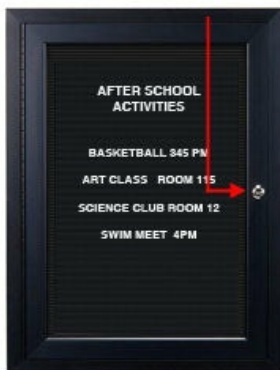 AFTER SCHOOL
ACTIVITIES
BASKETBALL 345 PM
ART CLASS ROOM 115
SCIENCE CLUB ROOM 12
SWIM MEET 4PM